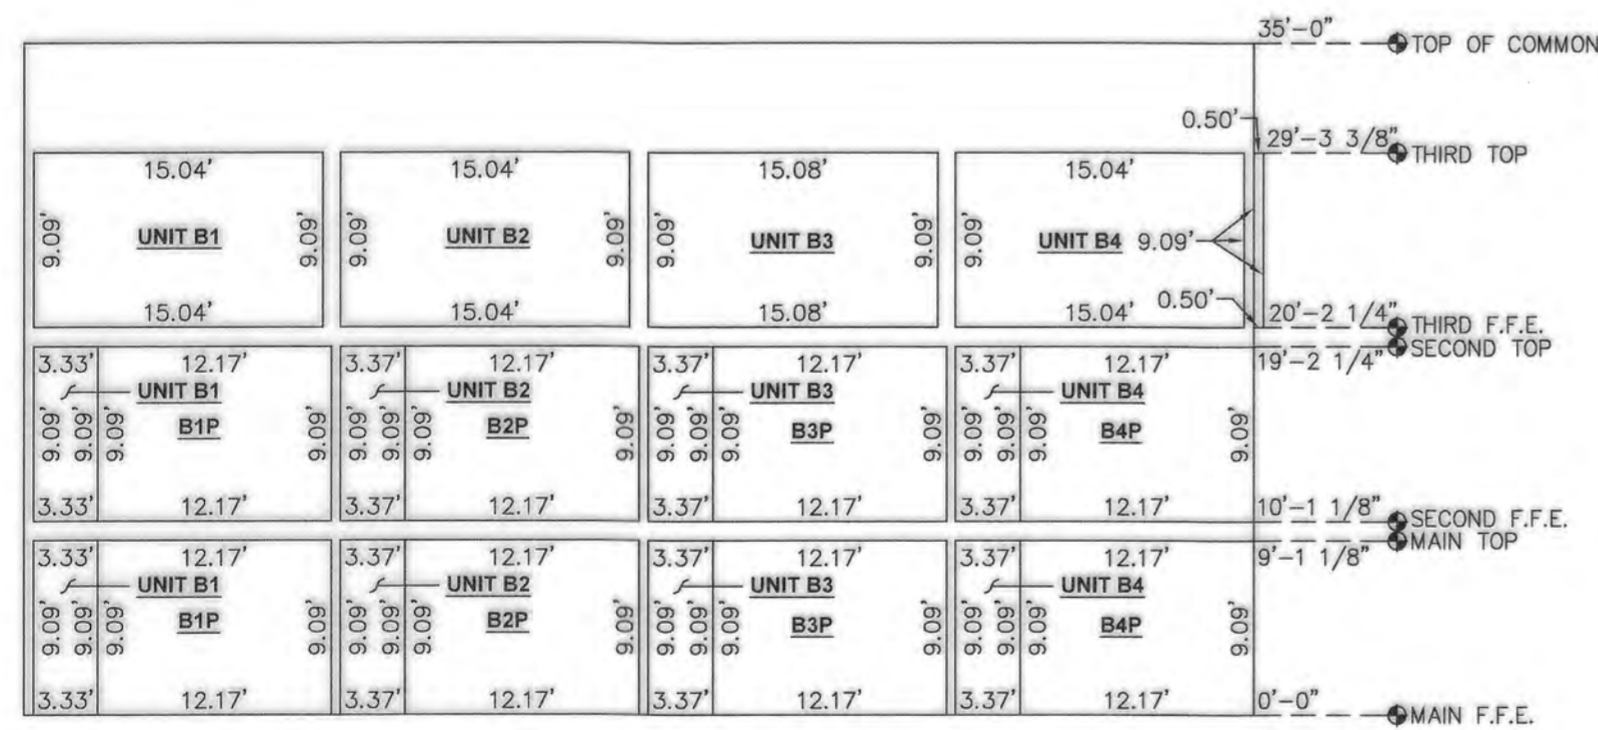 35'-0"
TOP OF COMMON
0.50'
29'-3 3/8"
THIRD TOP
15.04' 15.04' 15.08' 15.04'
9.09' UNIT B1 9.09' 9.09' UNIT B2 9.09' 9.09' UNIT B3 9.09' 9.09' UNIT B4 9.09'
15.04' 15.04' 15.08' 15.04'
0.50'
20'-2 1/4"
THIRD F.F.E.
SECOND TOP
19'-2 1/4"
3.33' 12.17' 3.37' 12.17' 3.37' 12.17' 3.37' 12.17'
UNIT B1 UNIT B2 UNIT B3 UNIT B4
9.09' 9.09' 9.09' B1P 9.09' 9.09' 9.09' 9.09' B2P 9.09' 9.09' 9.09' 9.09' B3P 9.09' 9.09' 9.09' 9.09' B4P 9.09'
3.33' 12.17' 3.37' 12.17' 3.37' 12.17' 3.37' 12.17'
10'-1 1/8"
SECOND F.F.E.
MAIN TOP
9'-1 1/8"
3.33' 12.17' 3.37' 12.17' 3.37' 12.17' 3.37' 12.17'
UNIT B1 UNIT B2 UNIT B3 UNIT B4
9.09' 9.09' 9.09' B1P 9.09' 9.09' 9.09' 9.09' B2P 9.09' 9.09' 9.09' 9.09' B3P 9.09' 9.09' 9.09' 9.09' B4P 9.09'
3.33' 12.17' 3.37' 12.17' 3.37' 12.17' 3.37' 12.17'
0'-0"
MAIN F.F.E.